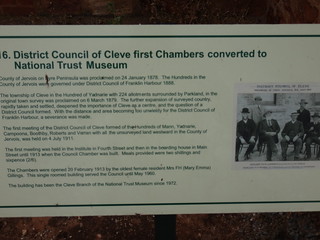 16. District Council of Cleve first Chambers converted to
National Trust Museum
County of Jervois on Eyre Peninsula was proclaimed on 24 January 1878. The Hundreds in the
County of Jervois were governed under District Council of Franklin Harbour 1888.
The township of Cleve in the Hundred of Yadnarie with 224 allotments surrounded by Parkland, in the
original town survey was proclaimed on 6 March 1879. The further expansion of surveyed country,
rapidly taken and settled, deepened the importance of Cleve as a centre, and the question of a
District Council formed. With the distance and area becoming too unwieldy for the District Council of
Franklin Harbour, a severance was made.
The first meeting of the District Council of Cleve formed of the Hundreds of Mann, Yadnarie,
Campoona, Boothby, Roberts and Verran with all the unsurveyed land westward in the County of
Jervois, was held on 4 July 1911.
The first meeting was held in the Institute in Fourth Street and then in the boarding house in Main
Street until 1913 when the Council Chamber was built. Meals provided were two shillings and
sixpence (2/6).
The Chambers were opened 20 February 1913 by the oldest female resident Mrs FH (Mary Emma)
Gillings. This single roomed building served the Council until May 1960.
The building has been the Cleve Branch of the National Trust Museum since